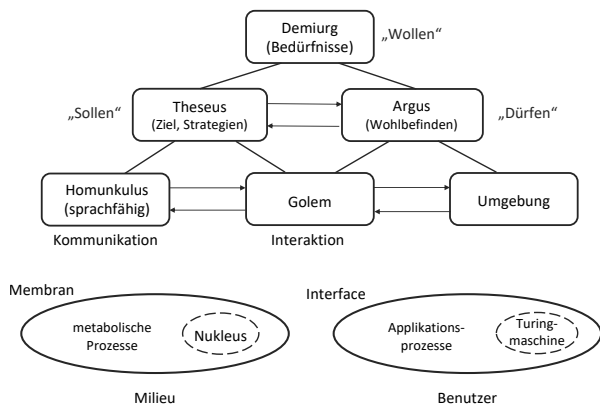 Demiurg
(Bedürfnisse)
„Wollen“
„Sollen“
Theseus
(Ziel, Strategien)
Argus
(Wohlbefinden)
„Dürfen“
Homunkulus
(sprachfähig)
Golem
Umgebung
Kommunikation
Interaktion
Membran
metabolische
Prozesse
Nukleus
Milieu
Interface
Applikations-
prozesse
Turing-
maschine
Benutzer